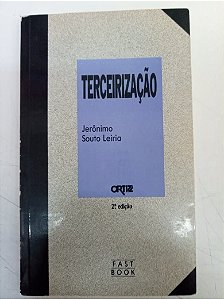 TERCEIRIZAÇÃO
Jerônimo
Souto Leiria
ORTIZ
2ª edição
FAST
BOOK